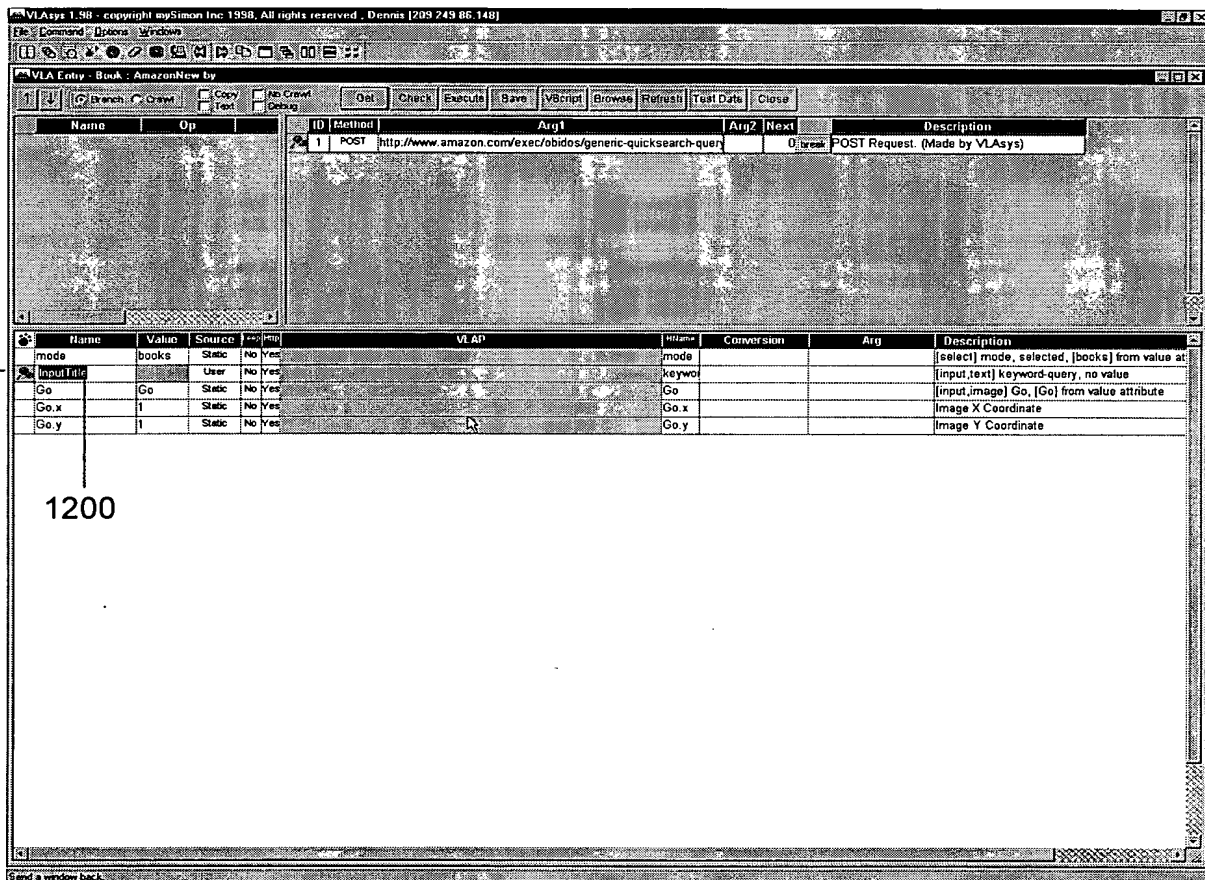 VLAsys 1.98 - copyright mySimon Inc 1998, All rights reserved , Dennis [209 249 86.148]
File Command Options Windows
VLA Entry - Book : AmazonNew by
Branch Crawl Copy Text No Crawl Debug Get Check Execute Save VBcript Browse Refresh Test Data Close
Name Op
ID Method Arg1 Arg2 Next Description
1 POST http://www.amazon.com/exec/obidos/generic-quicksearch-query 0 break POST Request. (Made by VLAsys)
Name Value Source Http VLAP HName Conversion Arg Description
mode books Static No Yes mode [select] mode, selected, [books] from value at
InputTitle User No Yes keywor [input,text] keyword-query, no value
Go Go Static No Yes Go [input,image] Go, [Go] from value attribute
Go.x 1 Static No Yes Go.x Image X Coordinate
Go.y 1 Static No Yes Go.y Image Y Coordinate
1200
Send a window back